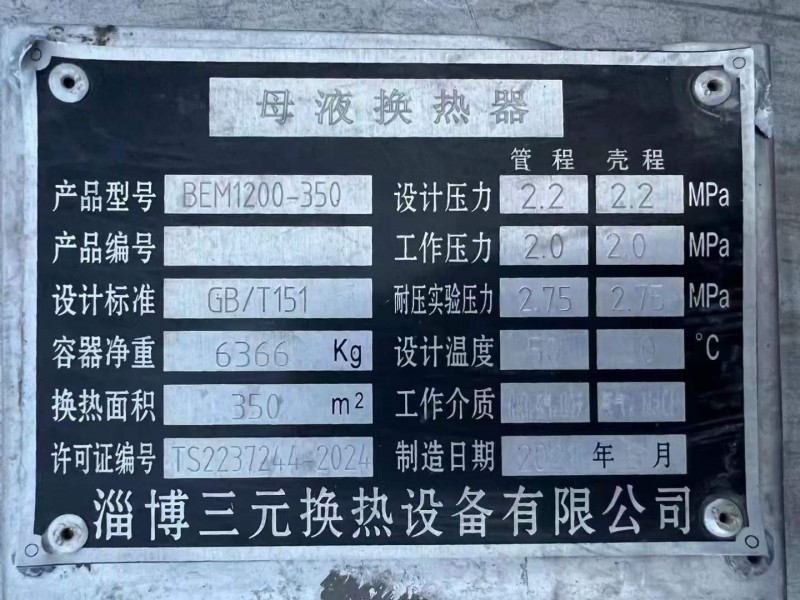 母液换热器
管程 壳程
产品型号 BEM1200-350 设计压力 2.2 2.2 MPa
产品编号 工作压力 2.0 2.0 MPa
设计标准 GB/T151 耐压实验压力 2.75 2.75 MPa
容器净重 6366 Kg 设计温度 °C
换热面积 350 m² 工作介质
许可证编号 TS2237244-2024 制造日期 年 月
淄博三元换热设备有限公司